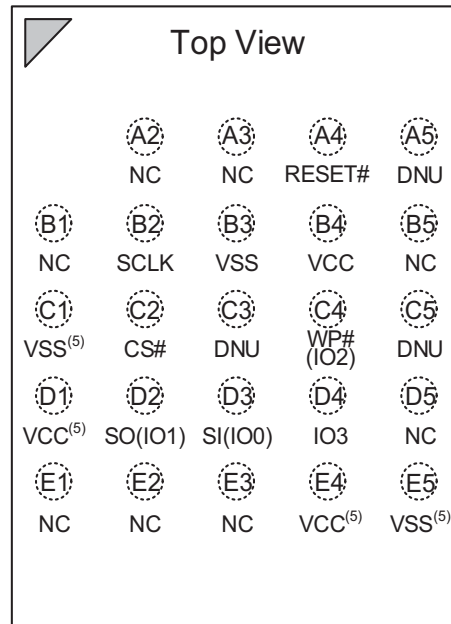 Top View
A2 A3 A4 A5
NC NC RESET# DNU
B1 B2 B3 B4 B5
NC SCLK VSS VCC NC
C1 C2 C3 C4 C5
VSS(5) CS# DNU WP# (IO2) DNU
D1 D2 D3 D4 D5
VCC(5) SO(IO1) SI(IO0) IO3 NC
E1 E2 E3 E4 E5
NC NC NC VCC(5) VSS(5)